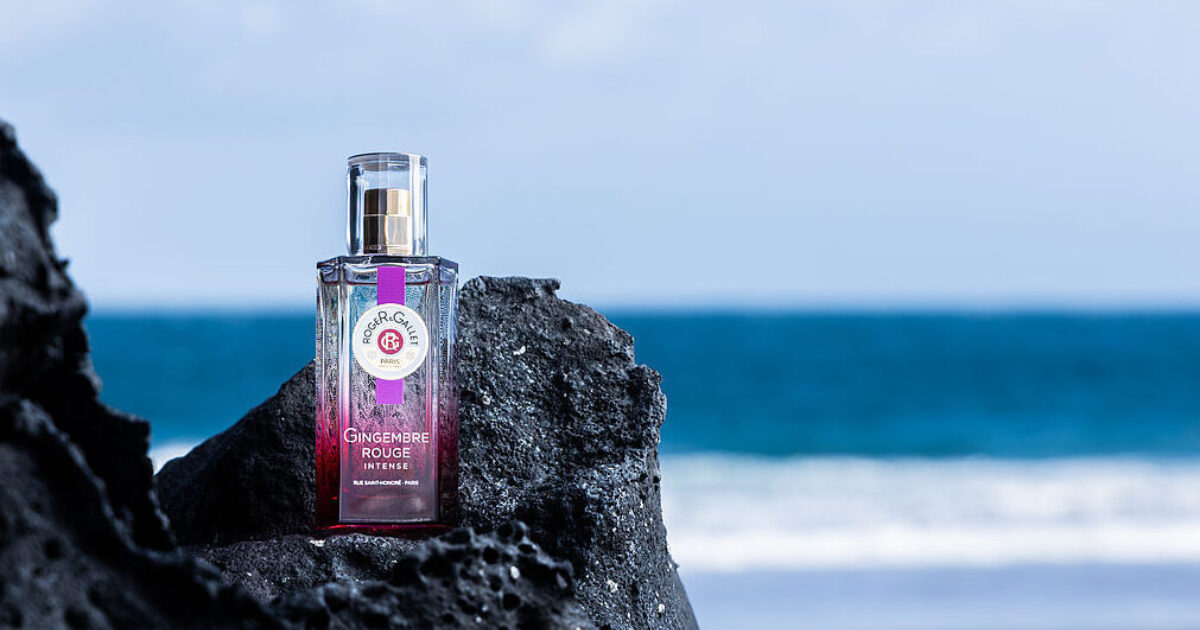 ROGER & GALLET
PARIS
GINGEMBRE
ROUGE
INTENSE
RUE SAINT-HONORÉ - PARIS